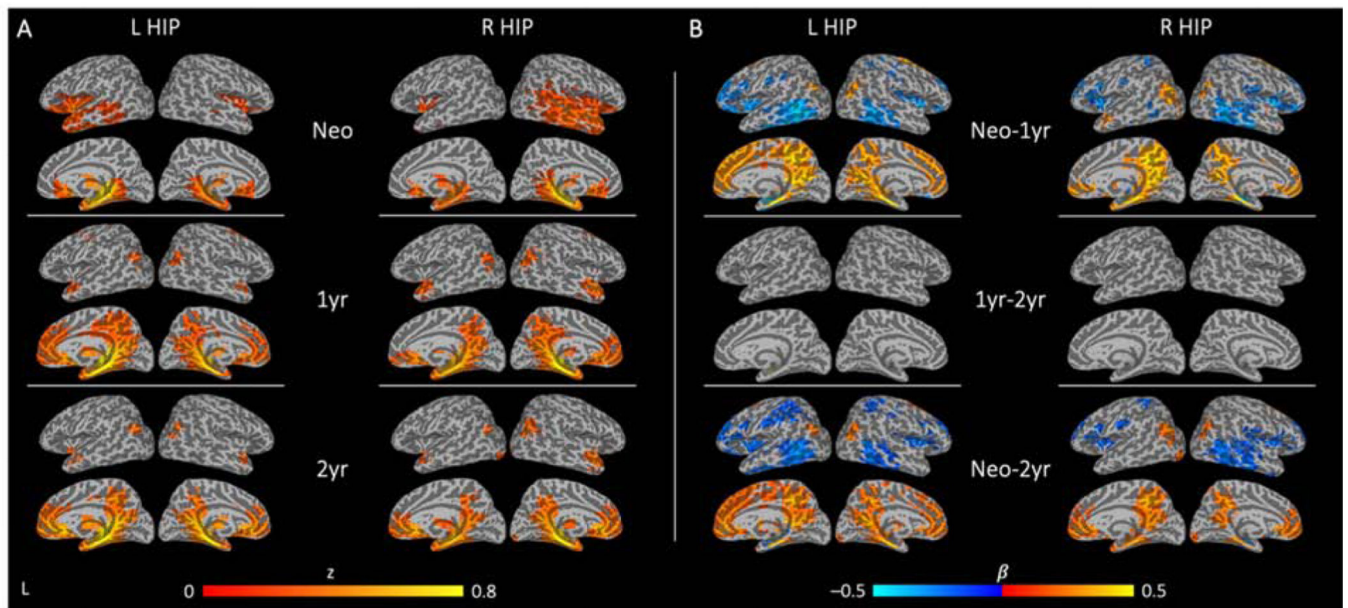 A
L HIP
R HIP
B
L HIP
R HIP
Neo
Neo-1yr
1yr
1yr-2yr
2yr
Neo-2yr
L
z
0
0.8
β
−0.5
0.5